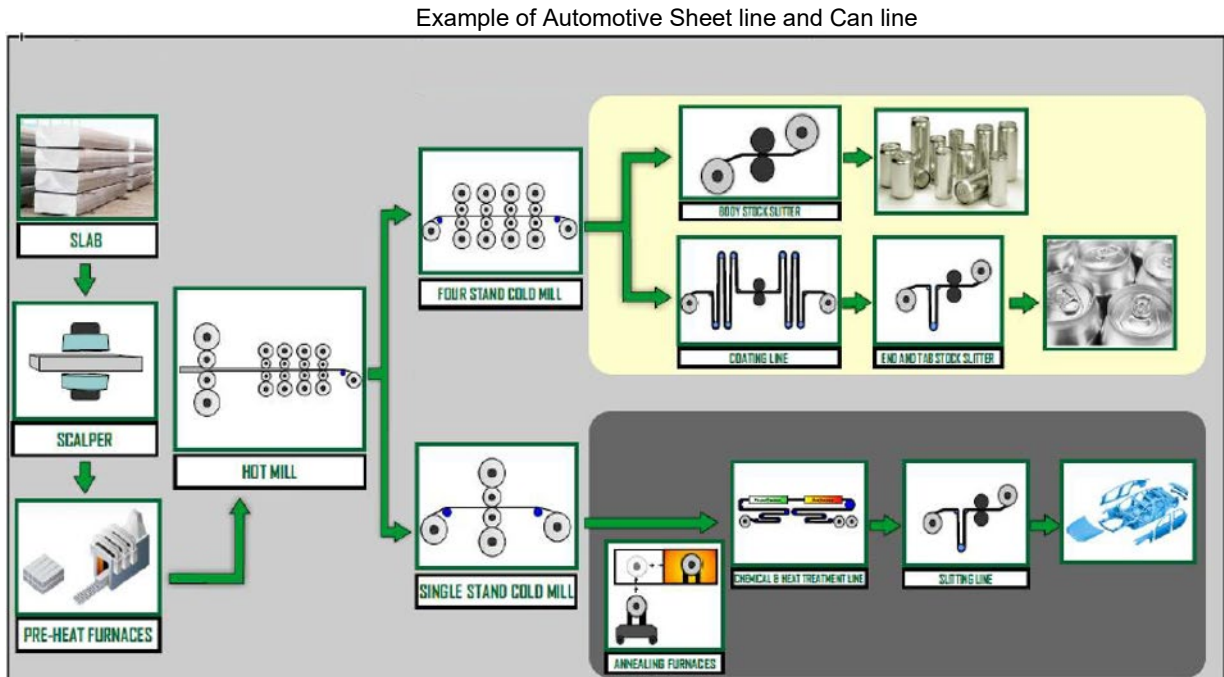 Example of Automotive Sheet line and Can line
SLAB
SCALPER
PRE-HEAT FURNACES
HOT MILL
FOUR STAND COLD MILL
SINGLE STAND COLD MILL
BODY STOCK SLITTER
COATING LINE
END AND TAB STOCK SLITTER
ANNEALING FURNACES
CHEMICAL & HEAT TREATMENT LINE
SLITTING LINE